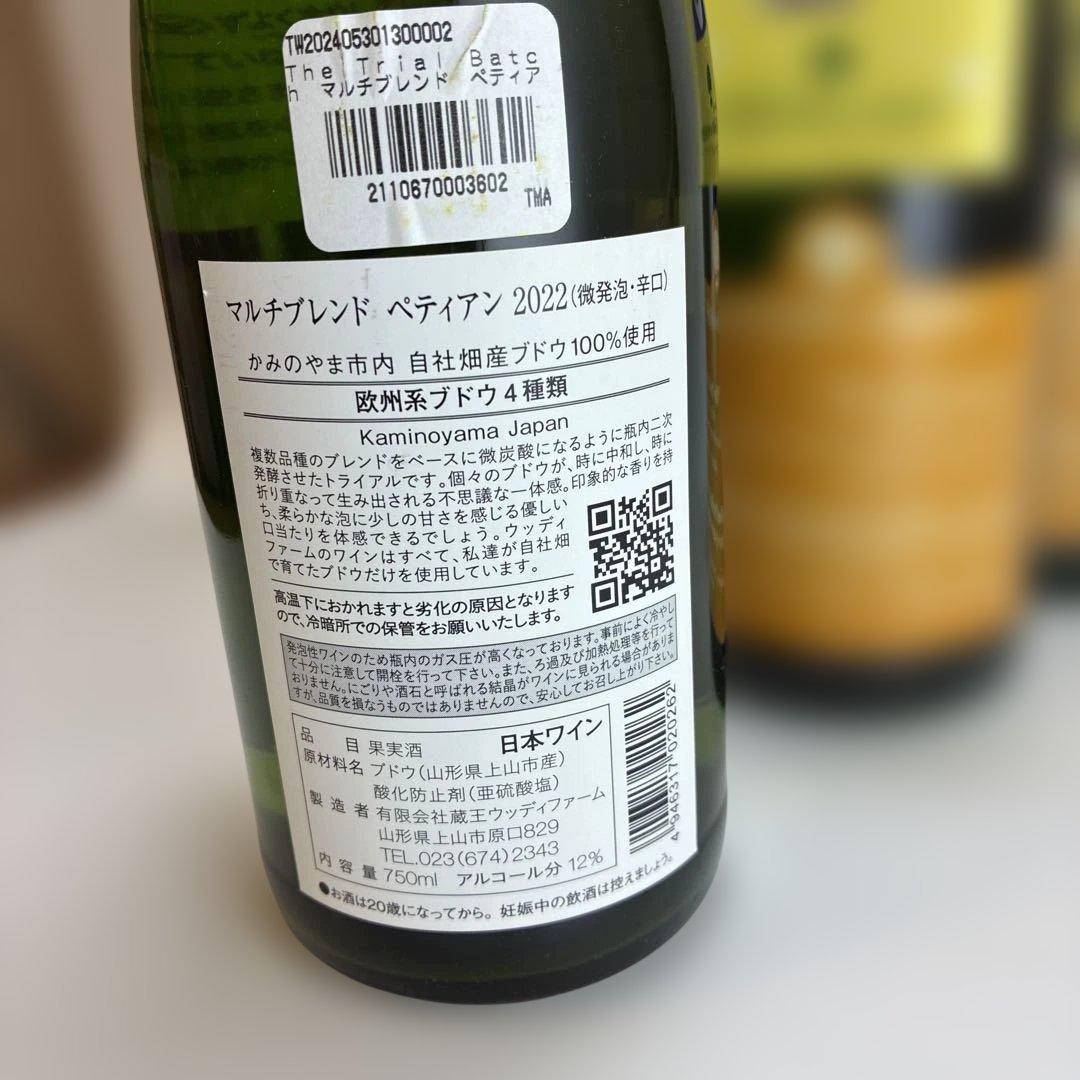 TW202405301300002
The Trial Batc
h マルチブレンド ペティア
2110670003602
TMA
マルチブレンド ペティアン 2022(微発泡・辛口)
かみのやま市内 自社畑産ブドウ100%使用
欧州系ブドウ4種類
Kaminoyama Japan
複数品種のブレンドをベースに微炭酸になるように瓶内二次
発酵させたトライアルです。個々のブドウが、時に中和し、時に
折り重なって生み出される不思議な一体感。印象的な香りを持
ち、柔らかな泡に少しの甘さを感じる優しい
口当たりを体感できるでしょう。ウッディ
ファームのワインはすべて、私達が自社畑
で育てたブドウだけを使用しています。
高温下におかれますと劣化の原因となります
ので、冷暗所での保管をお願いいたします。
発泡性ワインのため瓶内のガス圧が高くなっております。事前によく冷やし
て十分に注意して開栓を行って下さい。また、ろ過及び加熱処理等を行って
おりません。にごりや酒石と呼ばれる結晶がワインに見られる場合がありま
すが、品質を損なうものではありませんので、安心してお召し上がり下さい。
品目 果実酒 日本ワイン
原材料名 ブドウ(山形県上山市産)
酸化防止剤(亜硫酸塩)
製造者 有限会社蔵王ウッディファーム
山形県上山市原口829
TEL.023(674)2343
内容量 750ml アルコール分 12%
4946317020262
●お酒は20歳になってから。妊娠中の飲酒は控えましょう。